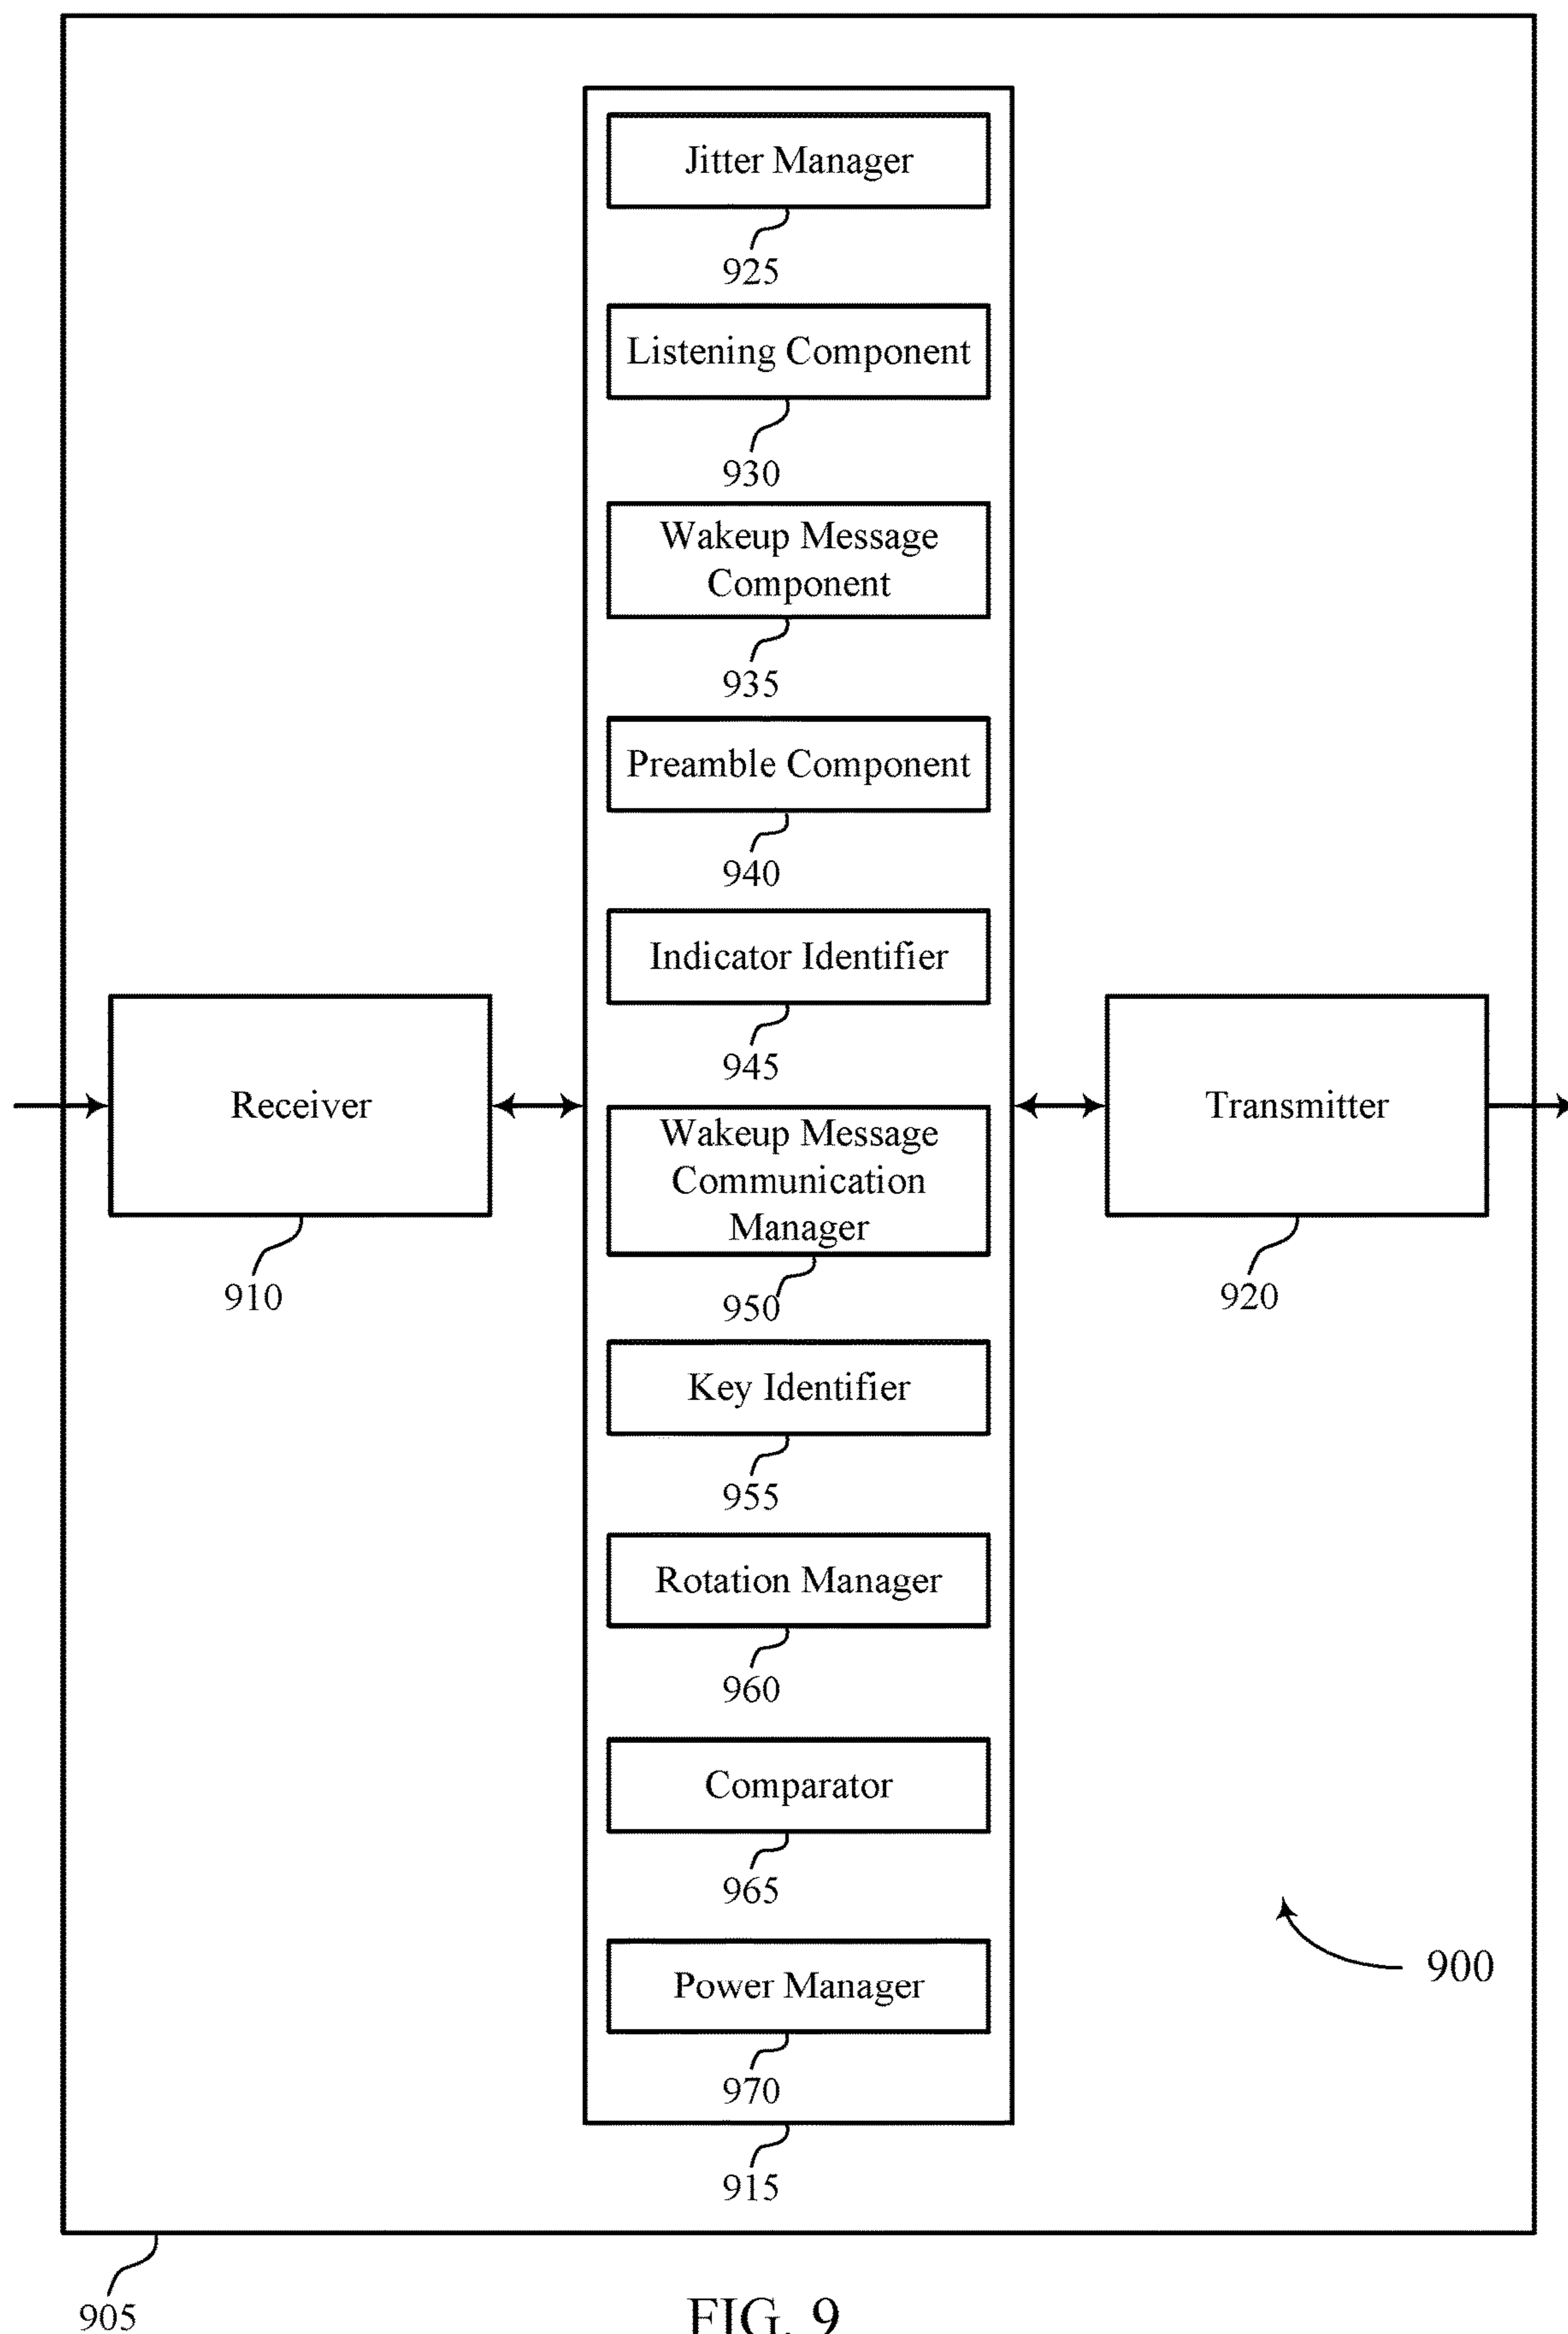 Jitter Manager
925
Listening Component
930
Wakeup Message
Component
935
Preamble Component
940
Indicator Identifier
945
Receiver
910
Wakeup Message
Communication
Manager
950
Transmitter
920
Key Identifier
955
Rotation Manager
960
Comparator
965
Power Manager
970
900
915
905
FIG. 9